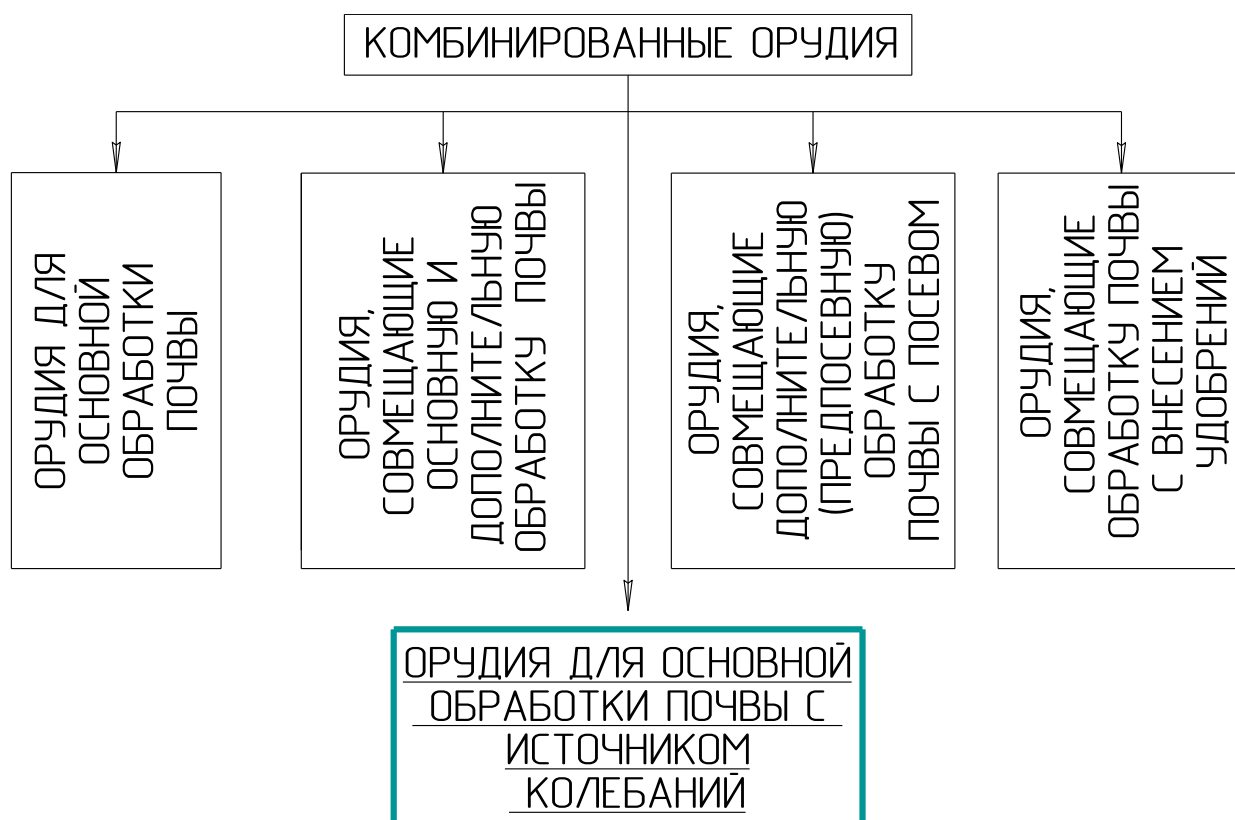 КОМБИНИРОВАННЫЕ ОРУДИЯ
ОРУДИЯ ДЛЯ
ОСНОВНОЙ
ОБРАБОТКИ
ПОЧВЫ
ОРУДИЯ,
СОВМЕЩАЮЩИЕ
ОСНОВНУЮ И
ДОПОЛНИТЕЛЬНУЮ
ОБРАБОТКУ ПОЧВЫ
ОРУДИЯ,
СОВМЕЩАЮЩИЕ
ДОПОЛНИТЕЛЬНУЮ
(ПРЕДПОСЕВНУЮ)
ОБРАБОТКУ
ПОЧВЫ С ПОСЕВОМ
ОРУДИЯ,
СОВМЕЩАЮЩИЕ
ОБРАБОТКУ ПОЧВЫ
С ВНЕСЕНИЕМ
УДОБРЕНИЙ
ОРУДИЯ ДЛЯ ОСНОВНОЙ
ОБРАБОТКИ ПОЧВЫ С
ИСТОЧНИКОМ
КОЛЕБАНИЙ